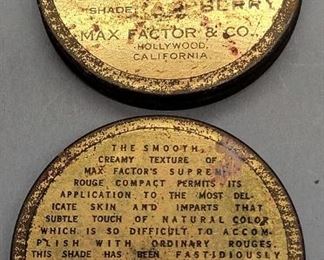 SHADE RASPBERRY
MAX FACTOR & CO.,
HOLLYWOOD,
CALIFORNIA.
THE SMOOTH,
CREAMY TEXTURE OF
MAX FACTOR'S SUPREME
ROUGE COMPACT PERMITS ITS
APPLICATION TO THE MOST DEL-
ICATE SKIN AND IMPARTS THAT
SUBTLE TOUCH OF NATURAL COLOR
WHICH IS SO DIFFICULT TO ACCOM-
PLISH WITH ORDINARY ROUGES.
THIS SHADE HAS BEEN FASTIDIOUSLY